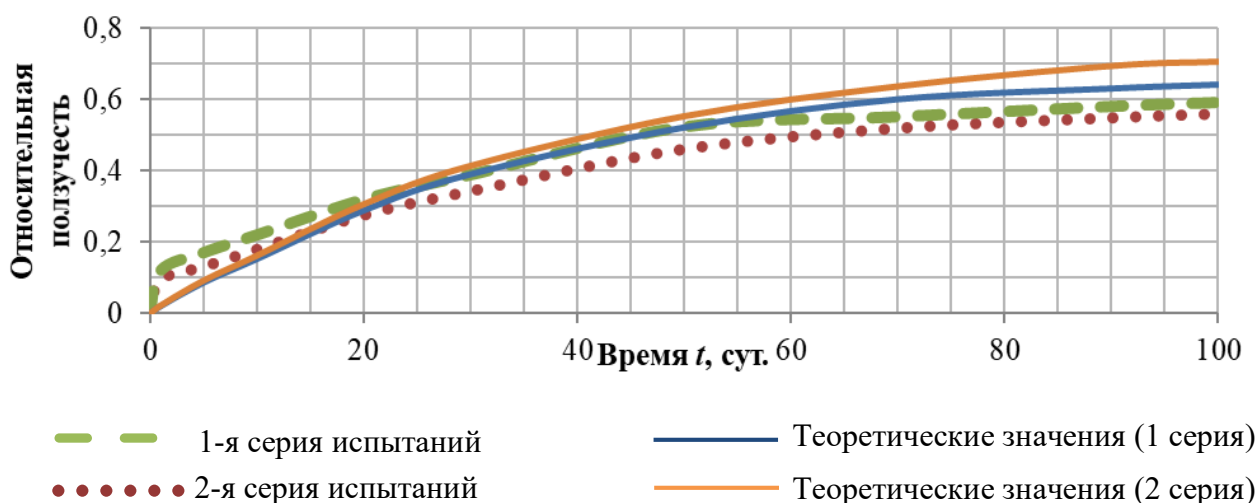 0,8
0,6
0,4
0,2
0
Относительная
ползучесть
0 20 40 60 80 100
Время t, сут.
1-я серия испытаний
Теоретические значения (1 серия)
2-я серия испытаний
Теоретические значения (2 серия)